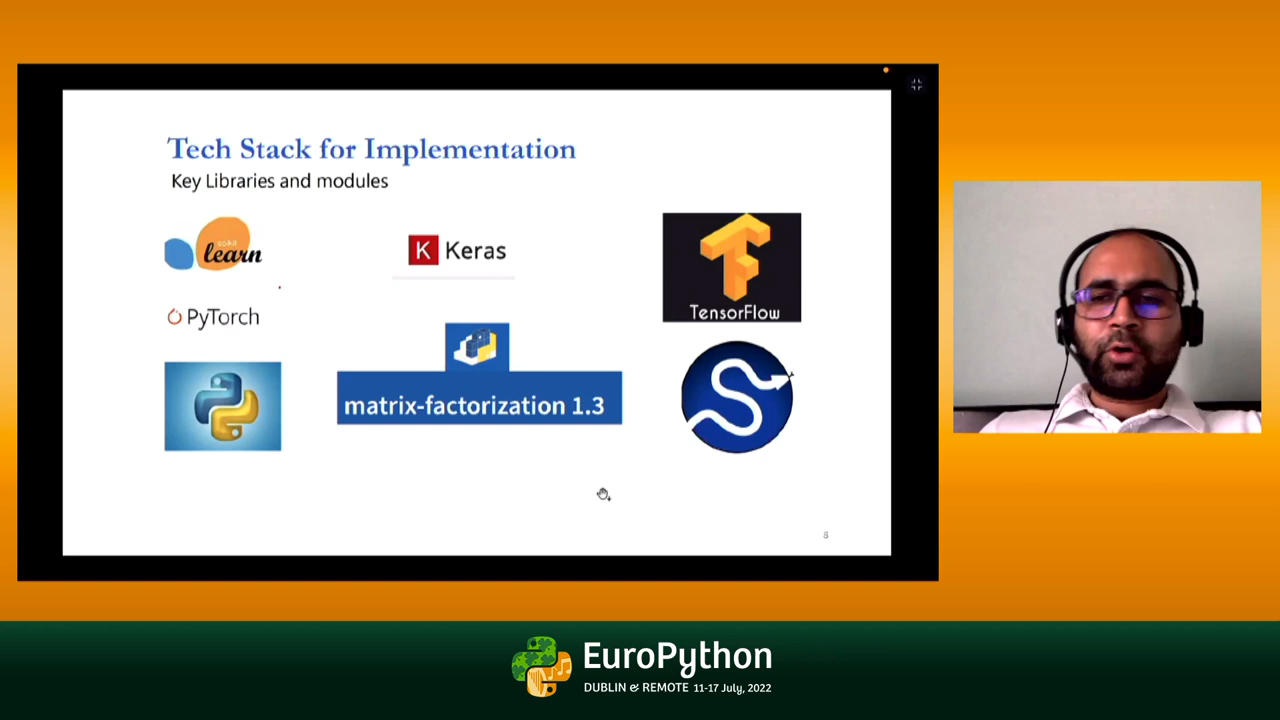 Tech Stack for Implementation
Key Libraries and modules
scikit
learn
K Keras
TensorFlow
PyTorch
matrix-factorization 1.3
8
EuroPython
DUBLIN & REMOTE 11-17 July, 2022